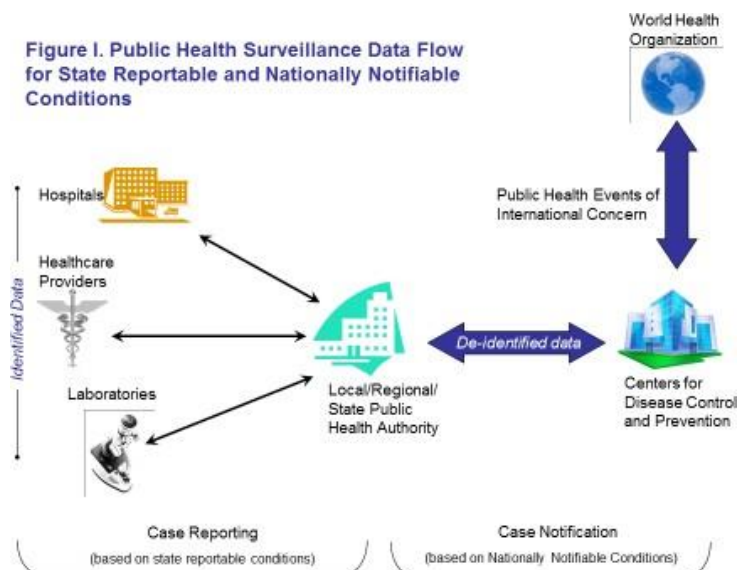 Figure I. Public Health Surveillance Data Flow
for State Reportable and Nationally Notifiable
Conditions
World Health
Organization
Hospitals
Public Health Events of
International Concern
Healthcare
Providers
Identified Data
De-identified data
Laboratories
Local/Regional/
State Public
Health Authority
Centers for
Disease Control
and Prevention
Case Reporting
(based on state reportable conditions)
Case Notification
(based on Nationally Notifiable Conditions)